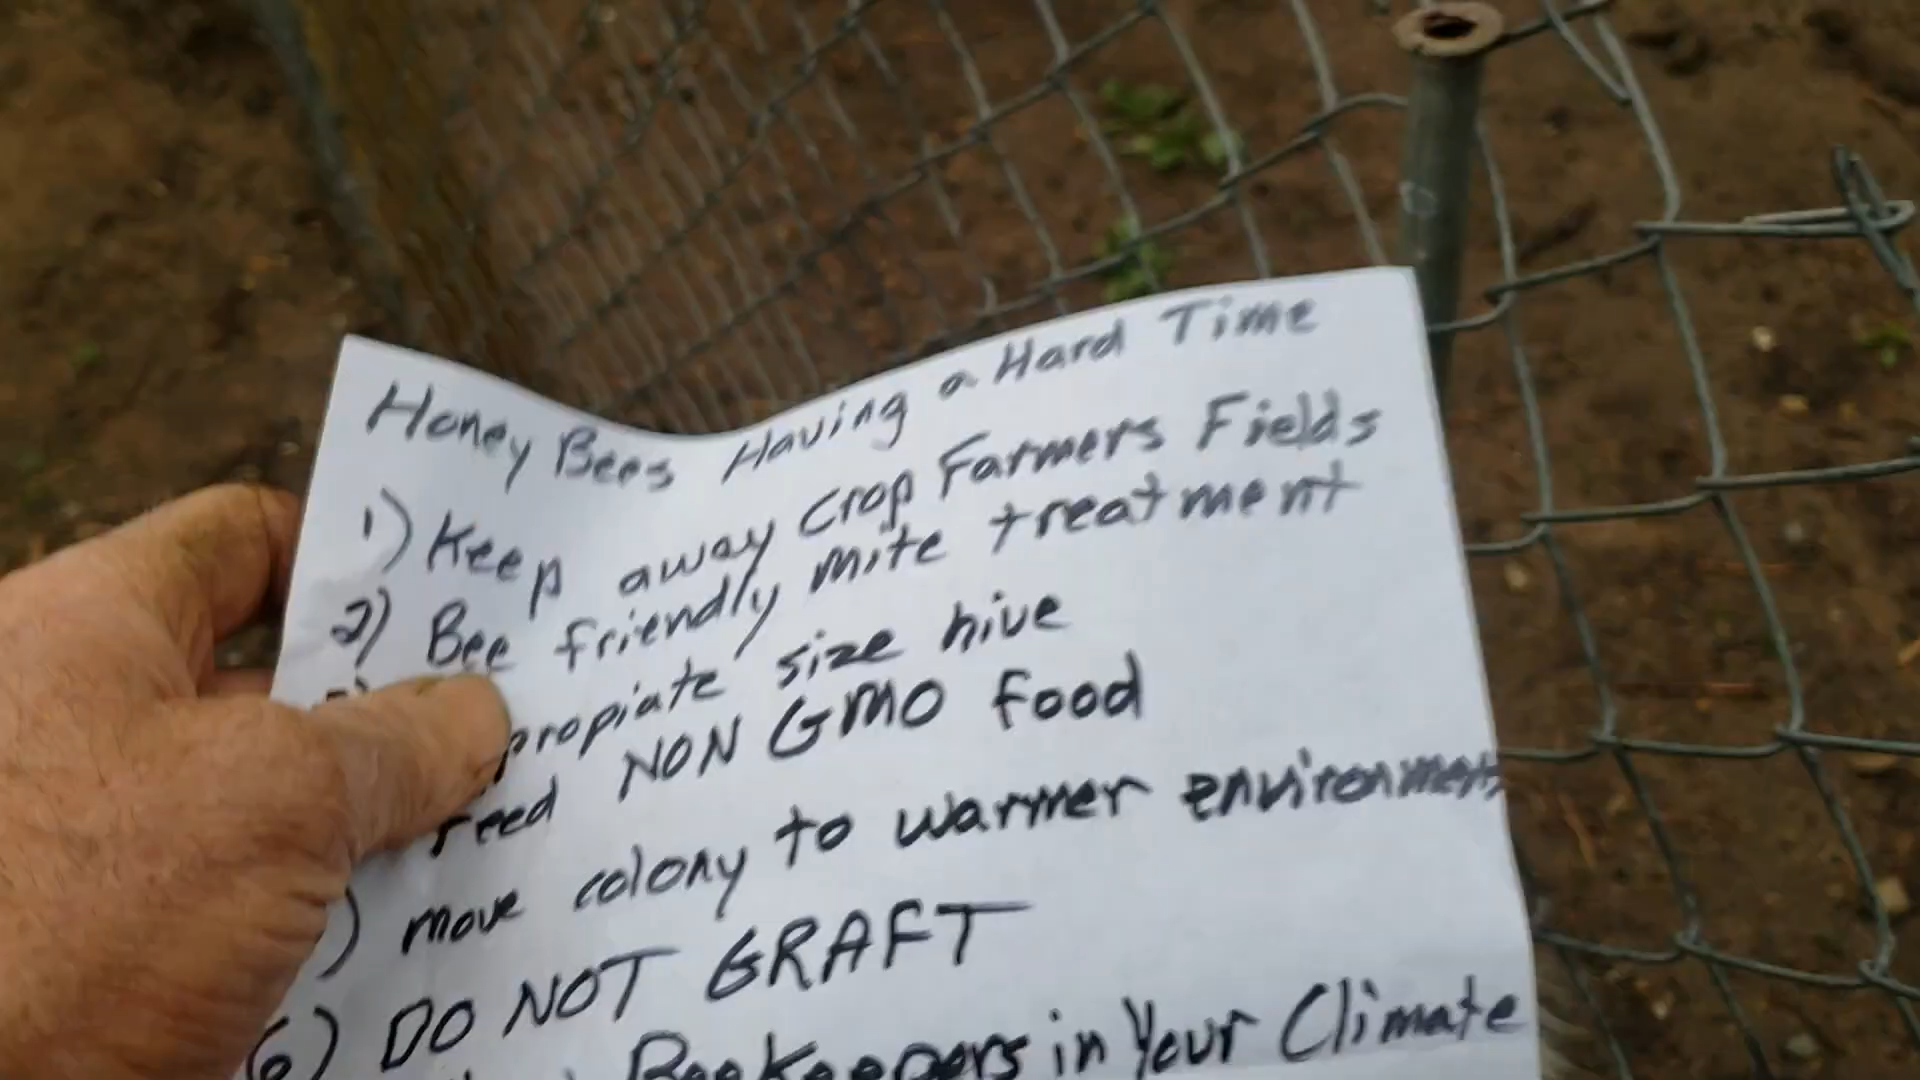 Honey Bees Having a Hard Time
1) Keep away Crop Farmers Fields
2) Bee friendly mite treatment
propiate size hive
feed NON GMO food
) move colony to warmer environment
6) DO NOT GRAFT
Beekeepers in Your Climate